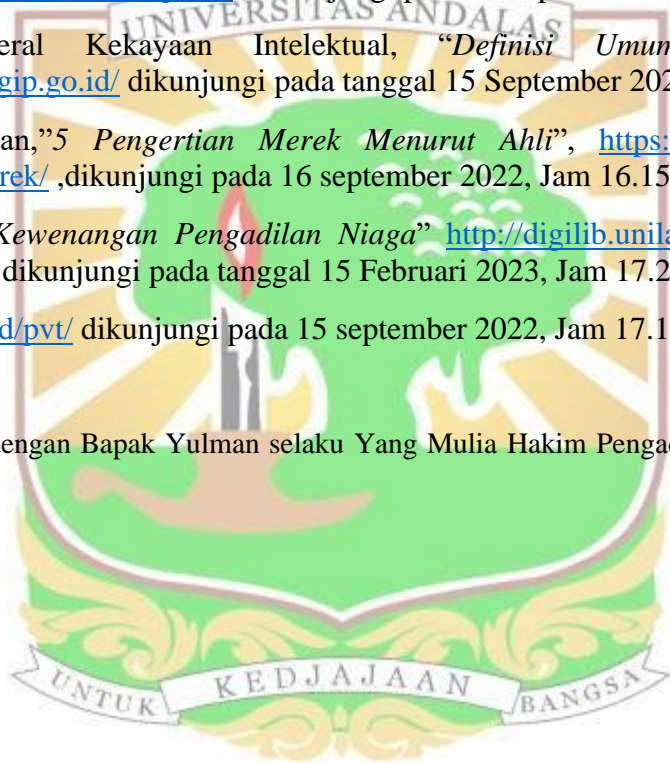 UNIVERSITAS ANDALAS
eral Kekayaan Intelektual, “Definisi Umum
gip.go.id/ dikunjungi pada tanggal 15 September 202
an,”5 Pengertian Merek Menurut Ahli”, https:
rek/ ,dikunjungi pada 16 september 2022, Jam 16.15
Kewenangan Pengadilan Niaga” http://digilib.unila
dikunjungi pada tanggal 15 Februari 2023, Jam 17.2
d/pvt/ dikunjungi pada 15 september 2022, Jam 17.1
dengan Bapak Yulman selaku Yang Mulia Hakim Pengad
UNTUK KEDJAJAAN BANGSA